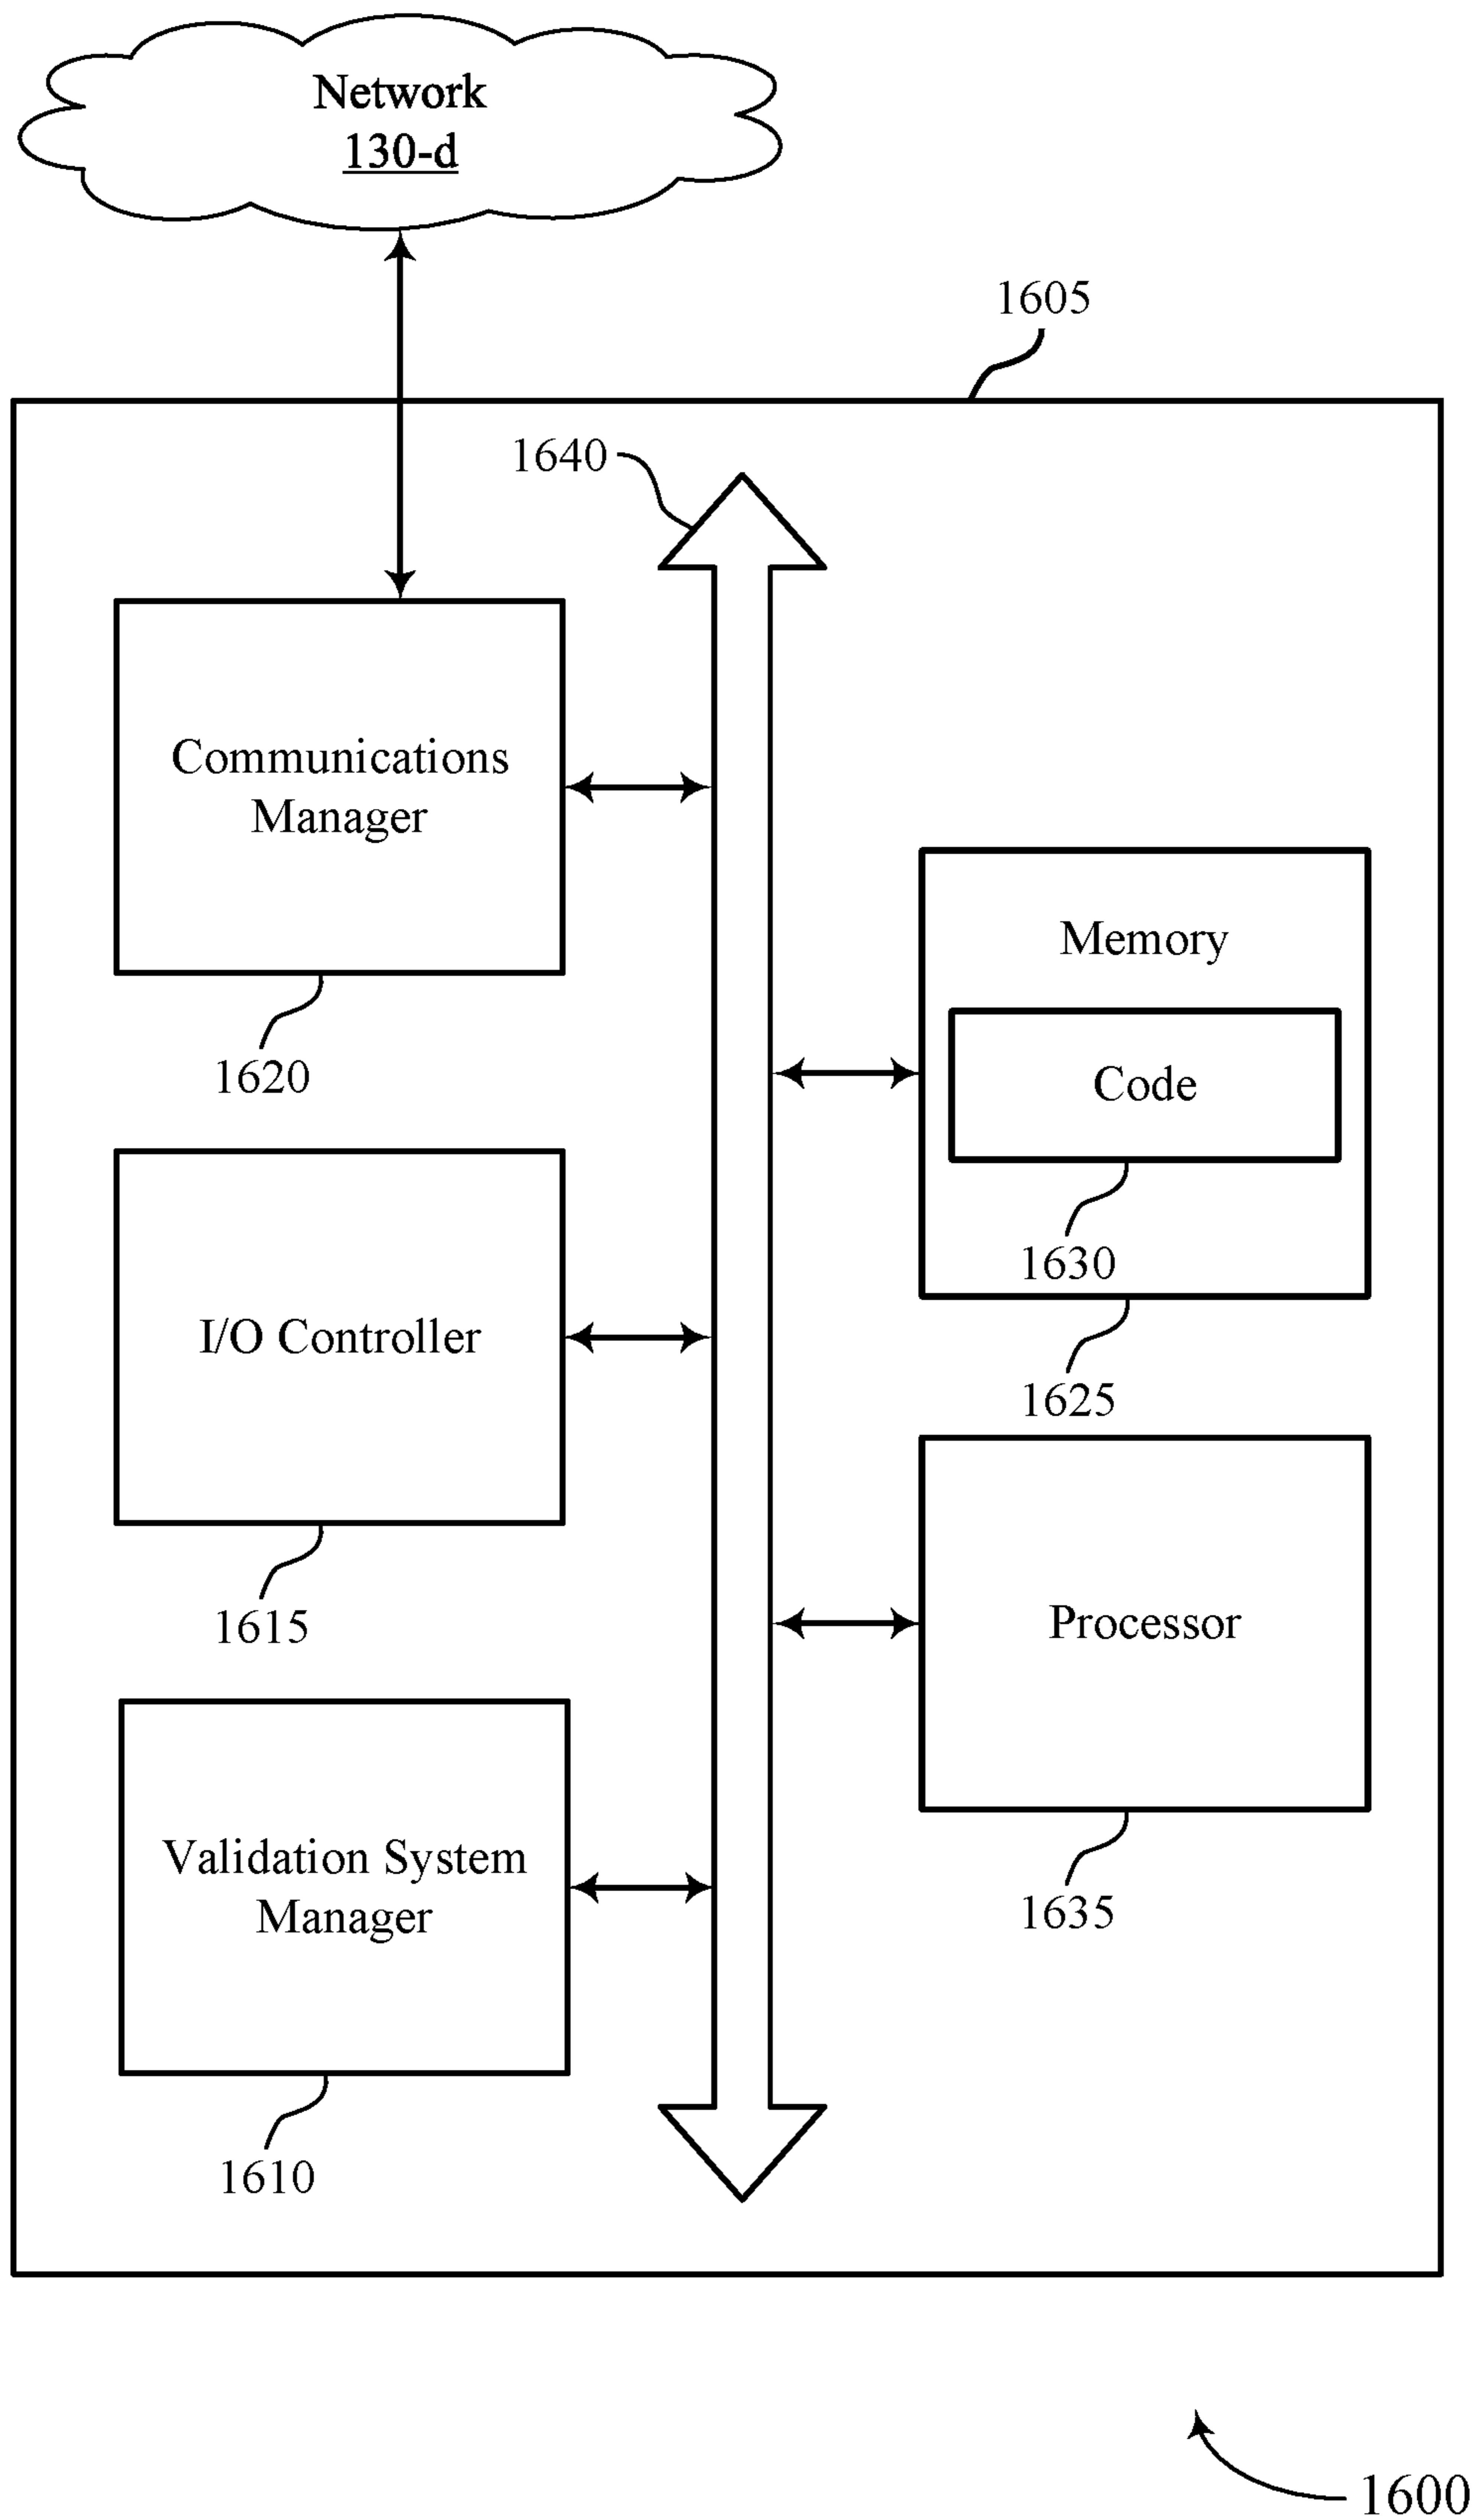 Network
130-d
1605
1640
Communications
Manager
1620
Memory
Code
1630
1625
I/O Controller
1615
Processor
1635
Validation System
Manager
1610
1600